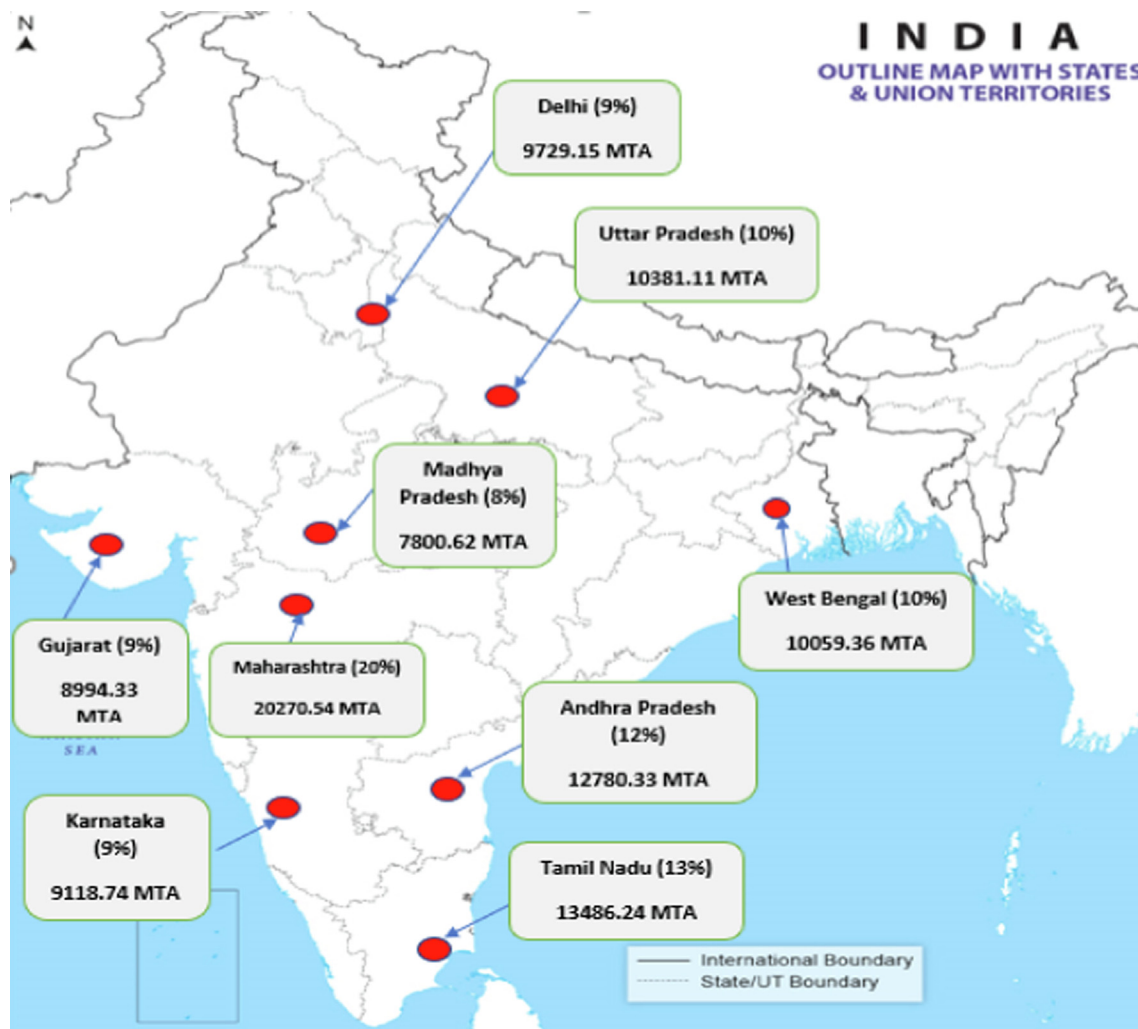 N
I N D I A
OUTLINE MAP WITH STATES
& UNION TERRITORIES
Delhi (9%)
9729.15 MTA
Uttar Pradesh (10%)
10381.11 MTA
Madhya
Pradesh (8%)
7800.62 MTA
West Bengal (10%)
10059.36 MTA
Gujarat (9%)
8994.33
MTA
Maharashtra (20%)
20270.54 MTA
SEA
Andhra Pradesh
(12%)
12780.33 MTA
Karnataka
(9%)
9118.74 MTA
Tamil Nadu (13%)
13486.24 MTA
International Boundary
State/UT Boundary